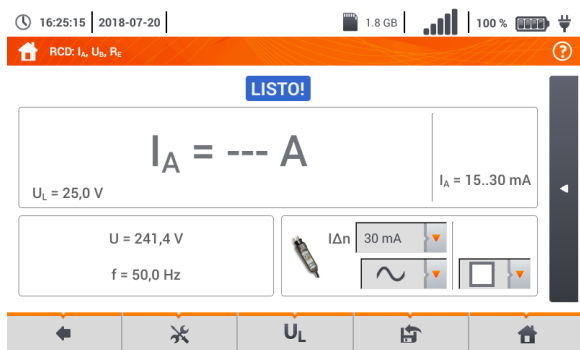 16:25:15 2018-07-20 1.8 GB 100 %
RCD: IA, UB, RE
LISTO!
IA = --- A
IA = 15..30 mA
UL = 25,0 V
U = 241,4 V
f = 50,0 Hz
IΔn 30 mA
UL